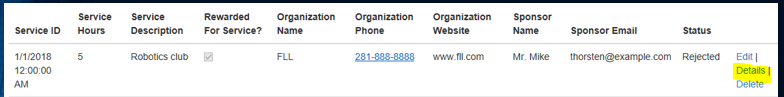 Service ID Service Hours Service Description Rewarded For Service? Organization Name Organization Phone Organization Website Sponsor Name Sponsor Email Status
1/1/2018 12:00:00 AM 5 Robotics club FLL 281-888-8888 www.fll.com Mr. Mike thorsten@example.com Rejected Edit |
Details |
Delete